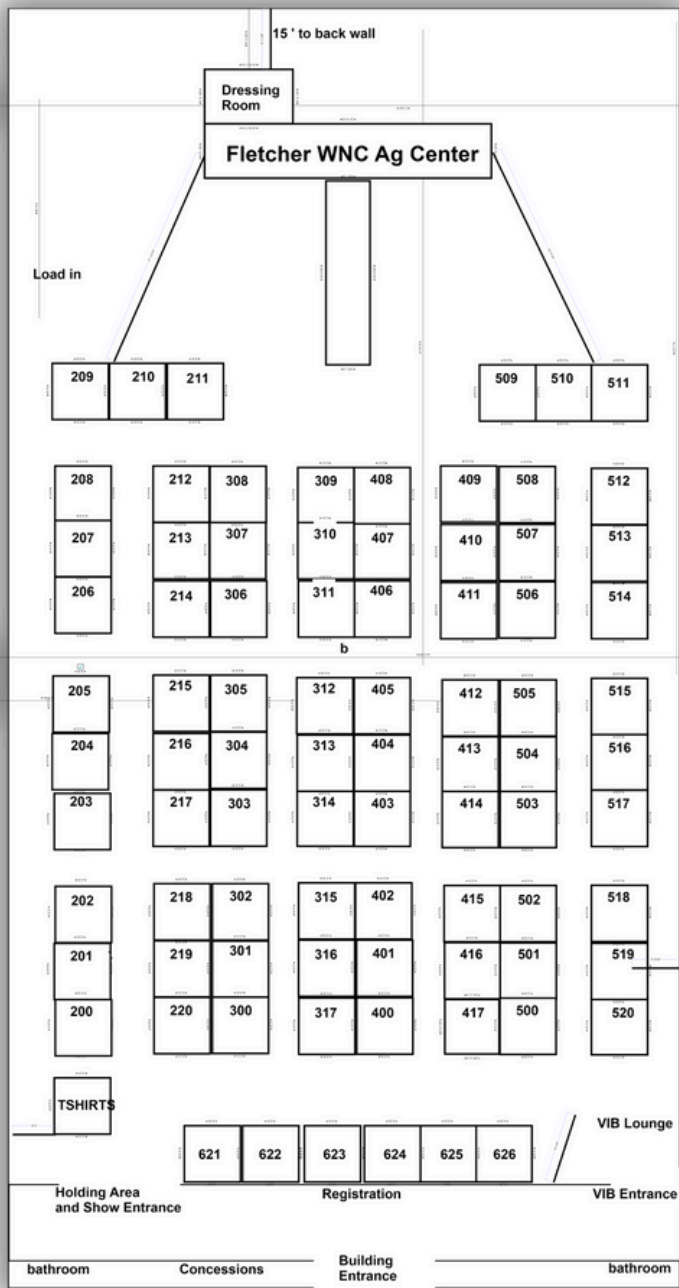 15 ' to back wall
Dressing
Room
Fletcher WNC Ag Center
Load in
209 210 211 509 510 511
208 212 308 309 408 409 508 512
207 213 307 310 407 410 507 513
206 214 306 311 406 411 506 514
b
205 215 305 312 405 412 505 515
204 216 304 313 404 413 504 516
203 217 303 314 403 414 503 517
202 218 302 315 402 415 502 518
201 219 301 316 401 416 501 519
200 220 300 317 400 417 500 520
TSHIRTS
VIB Lounge
621 622 623 624 625 626
Holding Area
and Show Entrance
Registration
VIB Entrance
bathroom
Concessions
Building
Entrance
bathroom